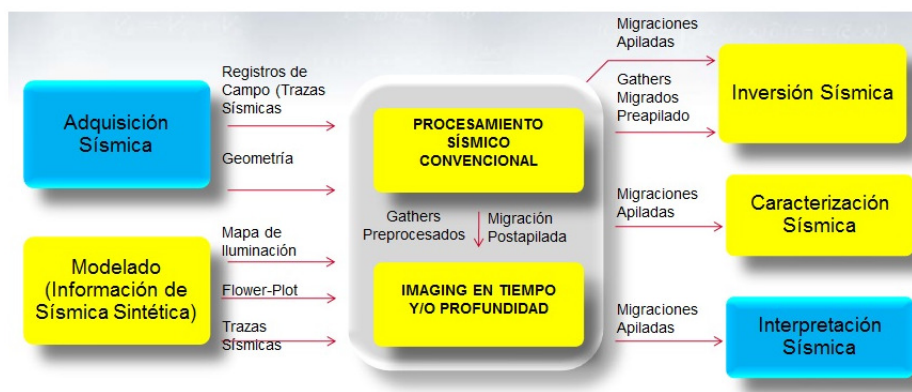 Adquisición
Sísmica
Registros de
Campo (Trazas
Sísmicas
Geometría
Modelado
(Información de
Sísmica Sintética)
Mapa de
Iluminación
Flower-Plot
Trazas
Sísmicas
PROCESAMIENTO
SÍSMICO
CONVENCIONAL
Gathers
Preprocesados
Migración
Postapilada
IMAGING EN TIEMPO
Y/O PROFUNDIDAD
Migraciones
Apiladas
Gathers
Migrados
Preapilado
Inversión Sísmica
Migraciones
Apiladas
Caracterización
Sísmica
Migraciones
Apiladas
Interpretación
Sísmica